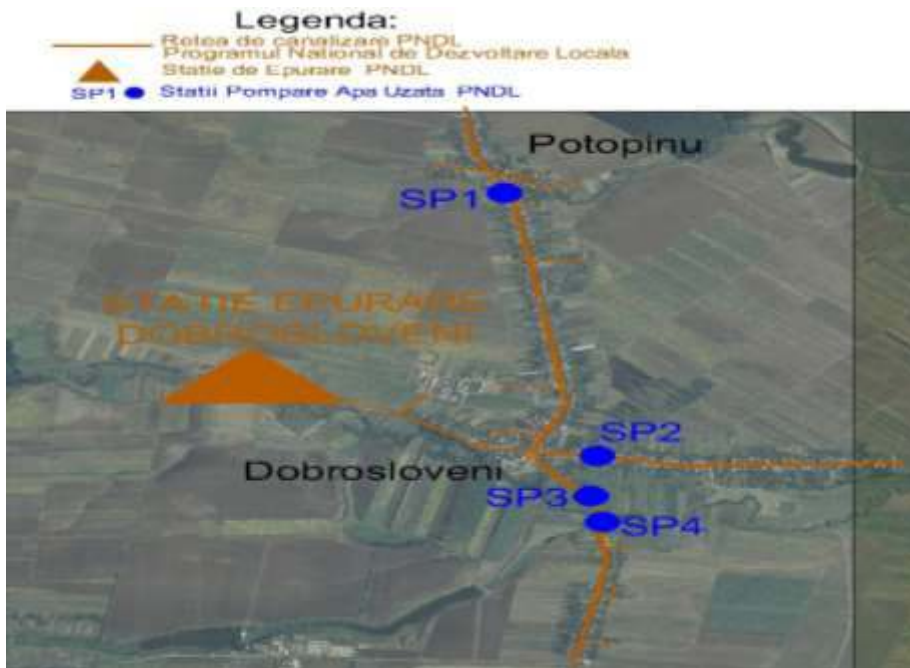 Legenda:
Retea de canalizare PNDL
Programul National de Dezvoltare Locala
Statie de Epurare PNDL
SP1 Statii Pompare Apa Uzata PNDL
Potopinu
SP1
STATIE EPURARE
DOBROSLOVENI
SP2
Dobrosloveni
SP3
SP4